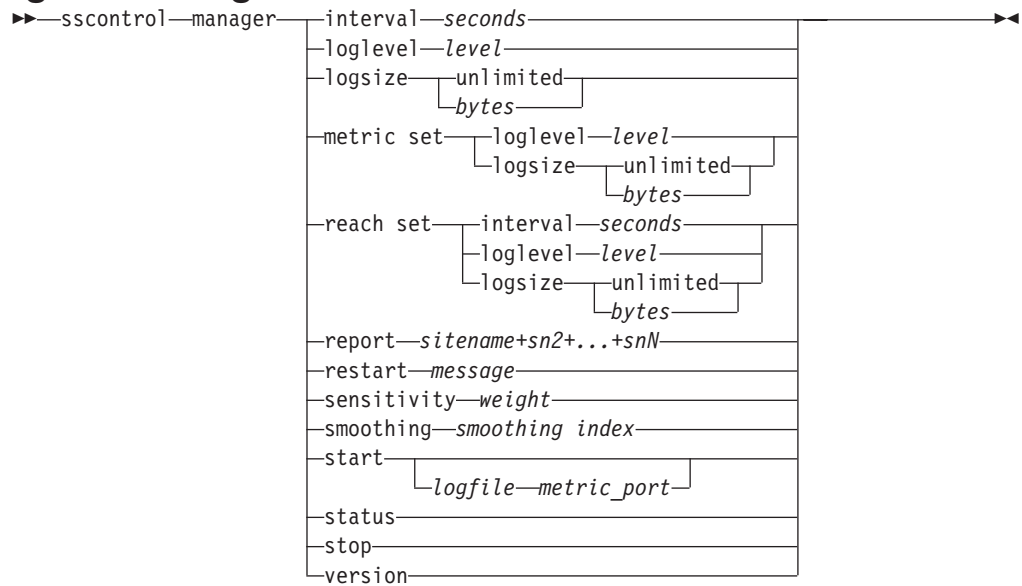 sscontrol manager interval seconds
loglevel level
logsize unlimited
bytes
metric set loglevel level
logsize unlimited
bytes
reach set interval seconds
loglevel level
logsize unlimited
bytes
report sitename+sn2+...+snN
restart message
sensitivity weight
smoothing smoothing index
start
logfile metric_port
status
stop
version